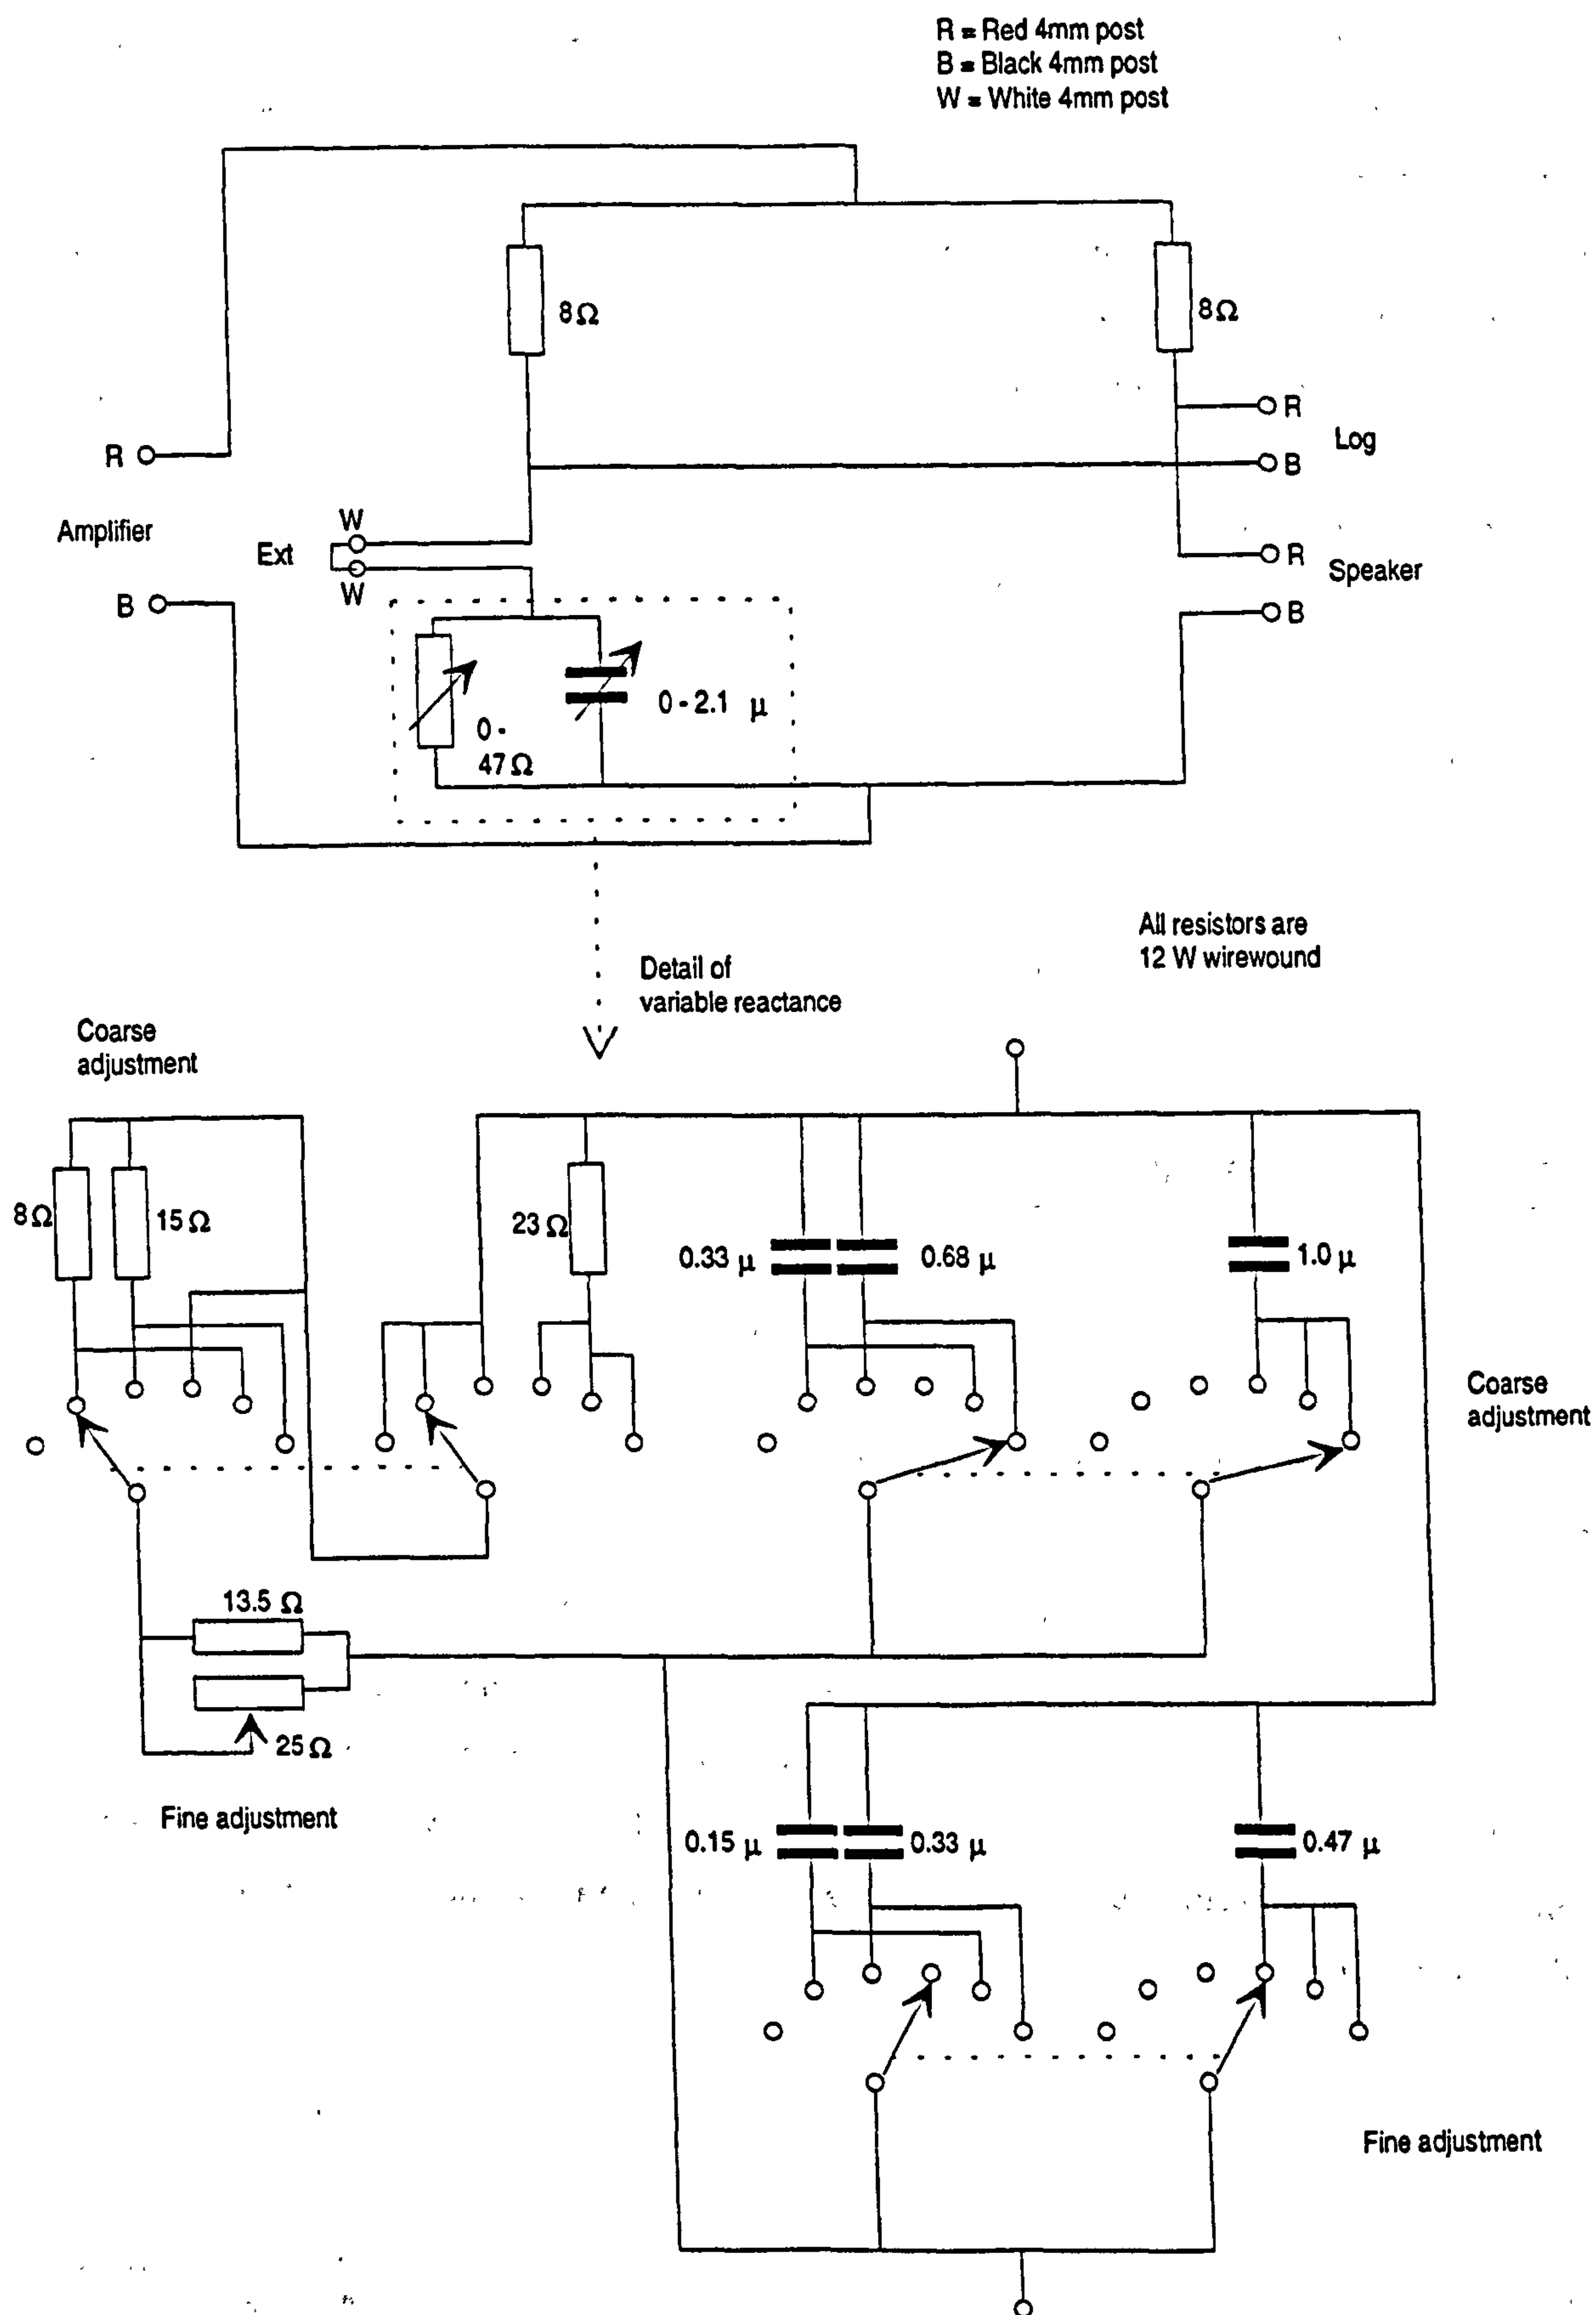 R = Red 4mm post
B = Black 4mm post
W = White 4mm post
8Ω
8Ω
R
Log
B
R
Amplifier
W
Ext
W
B
R
Speaker
B
0 - 2.1 μ
0 -
47Ω
All resistors are
12 W wirewound
Detail of
variable reactance
Coarse
adjustment
8Ω
15Ω
23Ω
0.33 μ
0.68 μ
1.0 μ
Coarse
adjustment
13.5 Ω
25Ω
Fine adjustment
0.15 μ
0.33 μ
0.47 μ
Fine adjustment